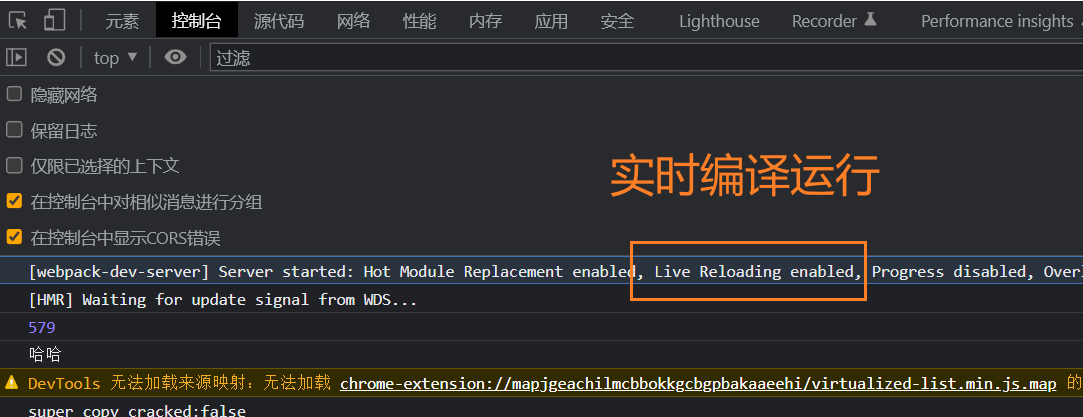 元素 控制台 源代码 网络 性能 内存 应用 安全 Lighthouse Recorder Performance insights
top ▼ 过滤
隐藏网络
保留日志
仅限已选择的上下文
实时编译运行
在控制台中对相似消息进行分组
在控制台中显示CORS错误
[webpack-dev-server] Server started: Hot Module Replacement enabled, Live Reloading enabled, Progress disabled, Overl
[HMR] Waiting for update signal from WDS...
579
哈哈
DevTools 无法加载来源映射：无法加载 chrome-extension://mapjgeachilmcbbokkgcbgpbakaaeehi/virtualized-list.min.js.map 的
super copy cracked:false